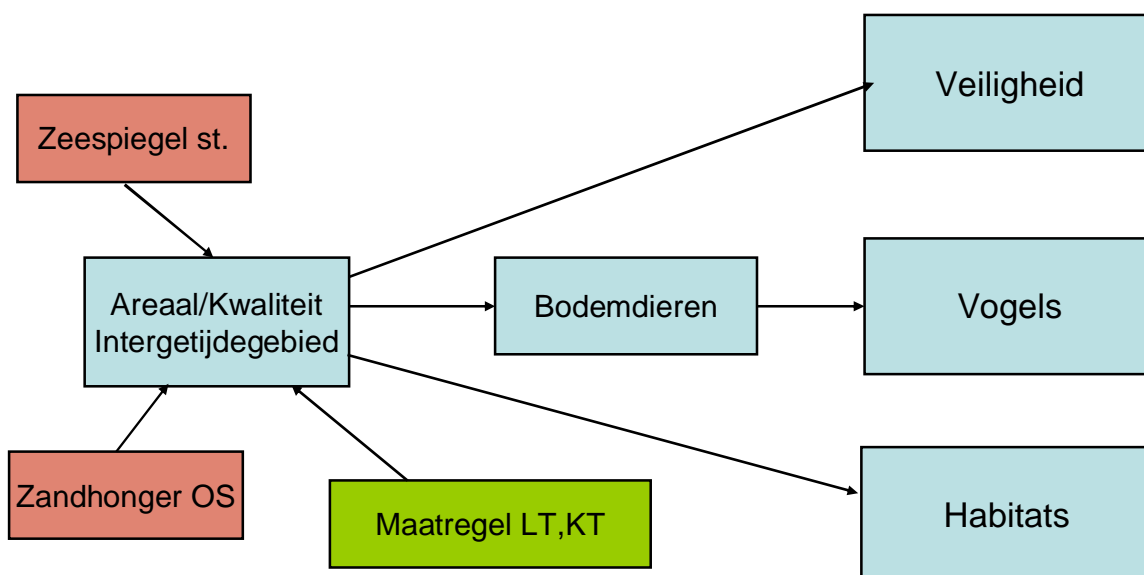 Veiligheid
Zeespiegel st.
Areaal/Kwaliteit
Intergetijdegebied
Bodemdieren
Vogels
Zandhonger OS
Maatregel LT,KT
Habitats